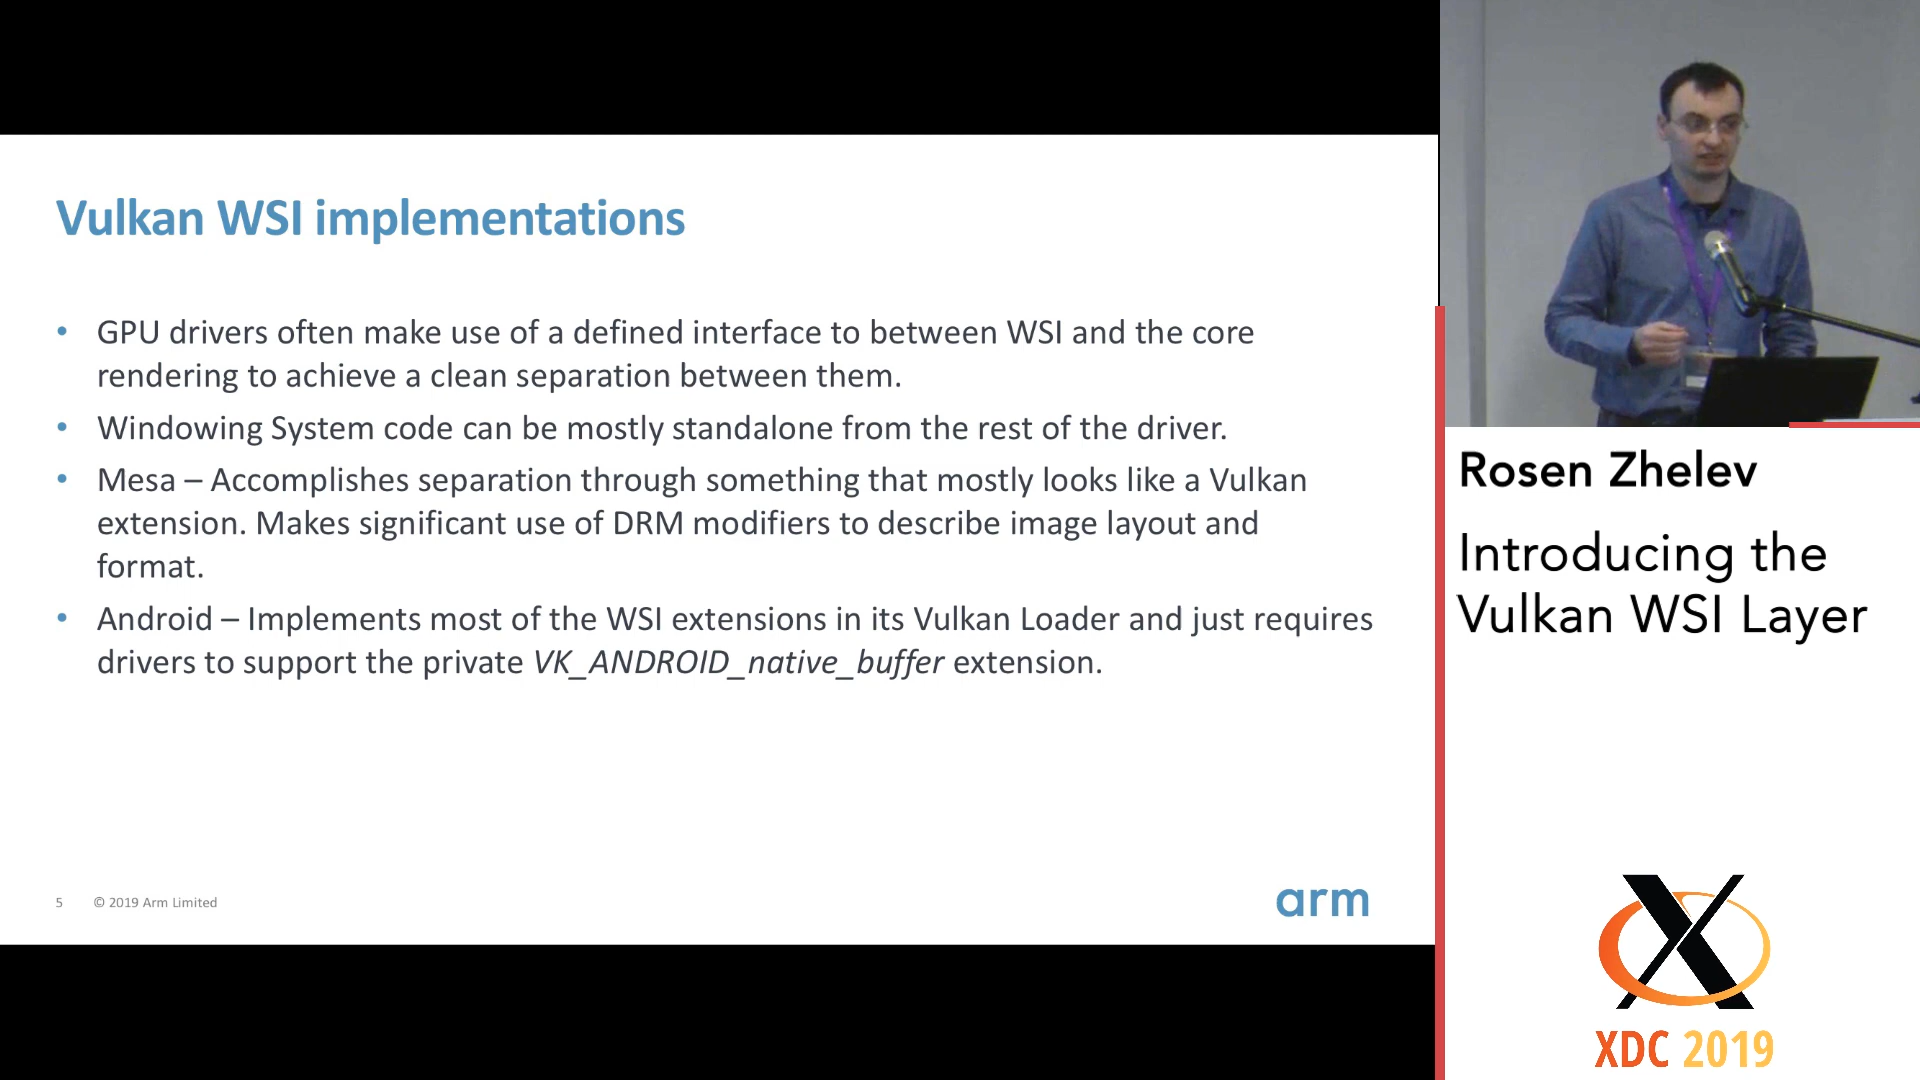 Vulkan WSI implementations
• GPU drivers often make use of a defined interface to between WSI and the core
rendering to achieve a clean separation between them.
• Windowing System code can be mostly standalone from the rest of the driver.
• Mesa – Accomplishes separation through something that mostly looks like a Vulkan
extension. Makes significant use of DRM modifiers to describe image layout and
format.
• Android – Implements most of the WSI extensions in its Vulkan Loader and just requires
drivers to support the private VK_ANDROID_native_buffer extension.
5 © 2019 Arm Limited
arm
Rosen Zhelev
Introducing the
Vulkan WSI Layer
XDC 2019